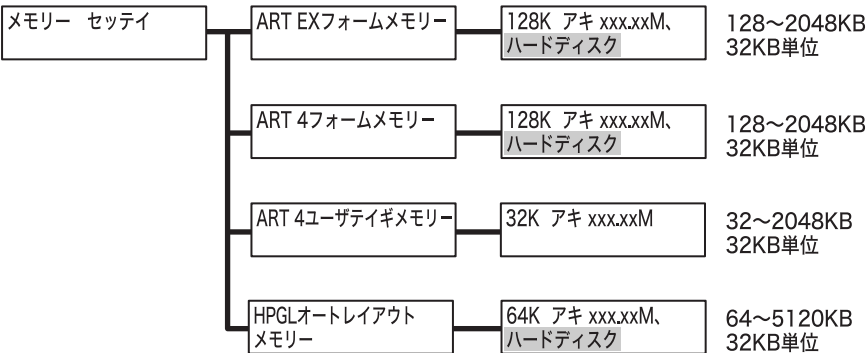 メモリー セッテイ
ART EXフォームメモリー
128K アキ xxx.xxM、
ハードディスク
128〜2048KB
32KB単位
ART 4フォームメモリー
128K アキ xxx.xxM、
ハードディスク
128〜2048KB
32KB単位
ART 4ユーザテイギメモリー
32K アキ xxx.xxM
32〜2048KB
32KB単位
HPGLオートレイアウト
メモリー
64K アキ xxx.xxM、
ハードディスク
64〜5120KB
32KB単位